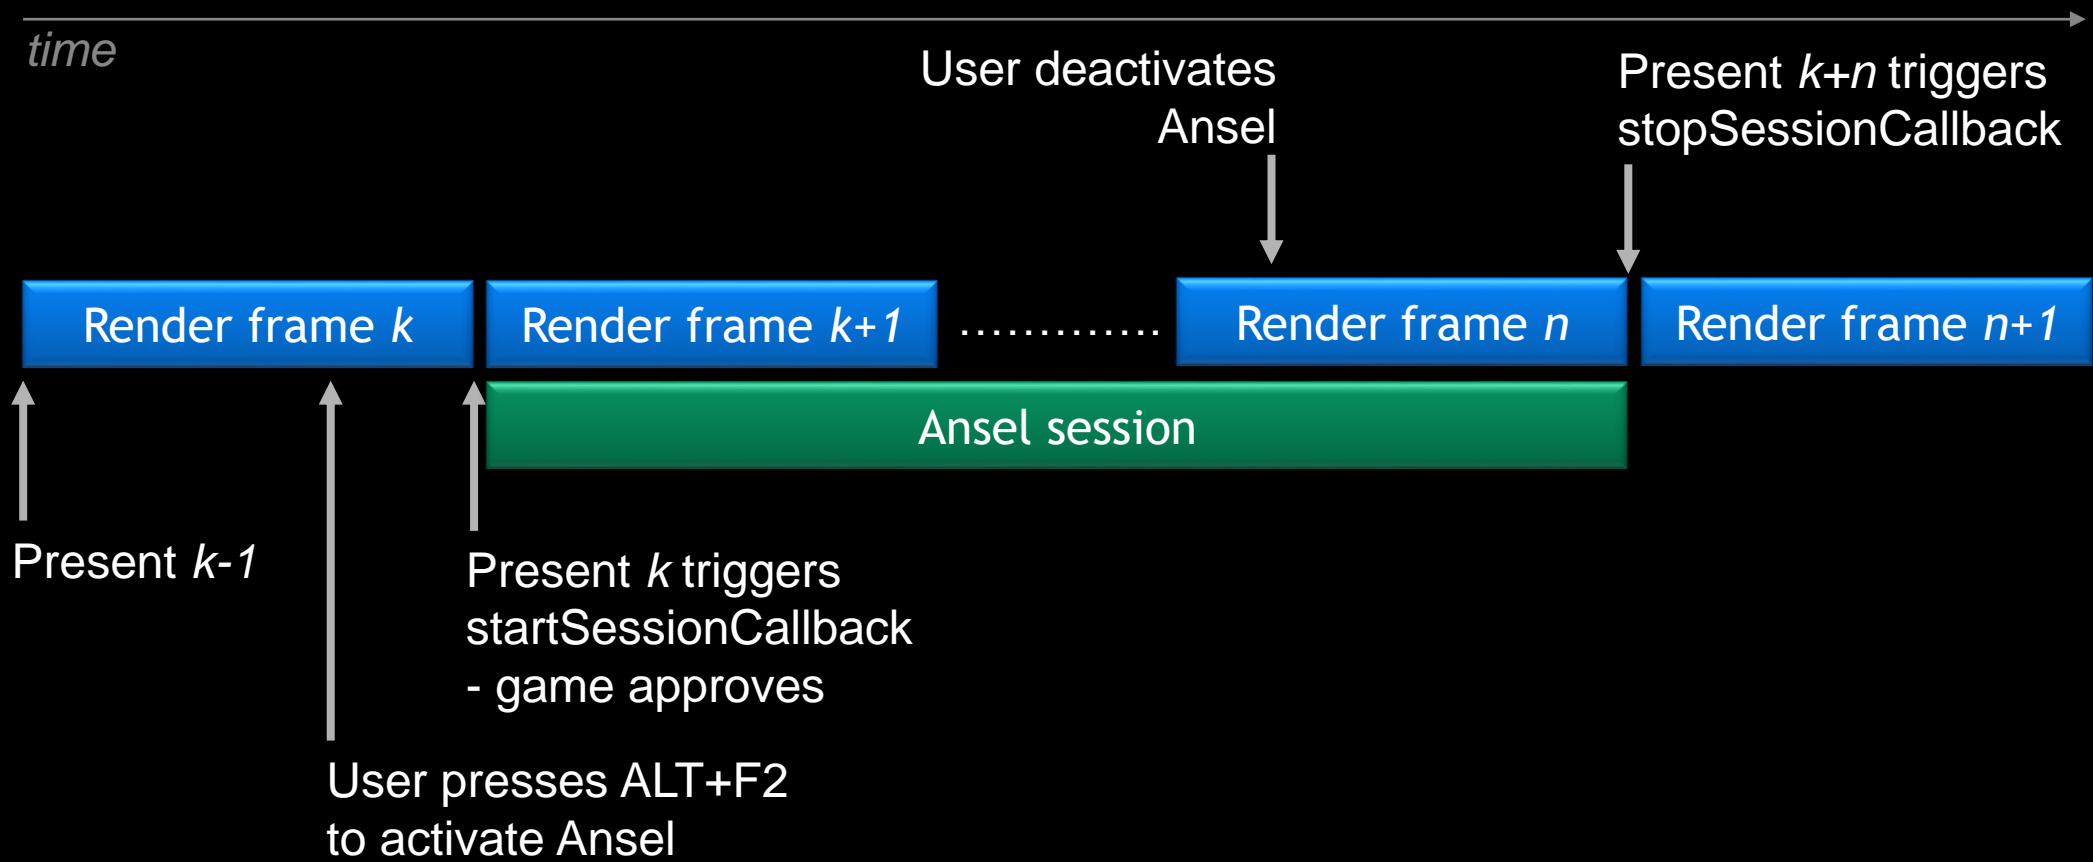 time
User deactivates
Ansel
Present k+n triggers
stopSessionCallback
Render frame k
Render frame k+1
.............
Render frame n
Render frame n+1
Ansel session
Present k-1
Present k triggers
startSessionCallback
- game approves
User presses ALT+F2
to activate Ansel